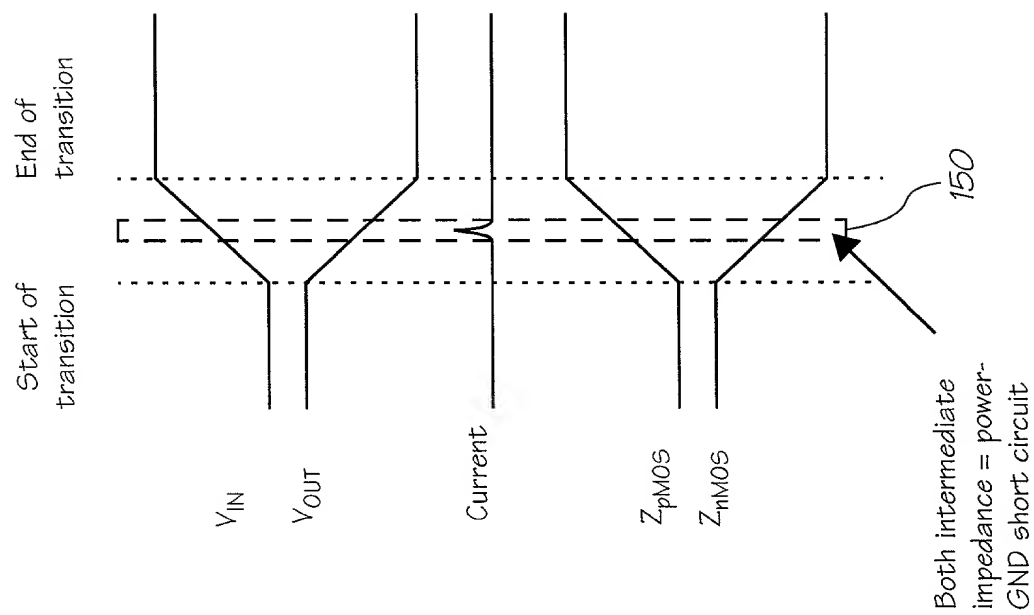 Start of
transition
End of
transition
V_IN
V_OUT
Current
Z_pMOS
Z_nMOS
150
Both intermediate
impedance = power-
GND short circuit